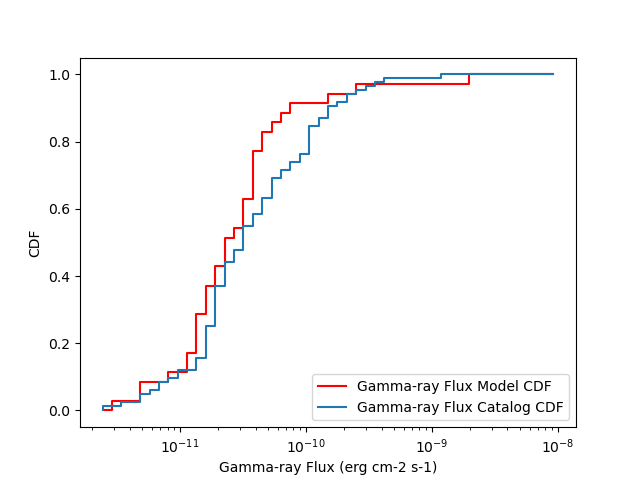 1.0
0.8
0.6
0.4
0.2
0.0
CDF
10⁻¹¹
10⁻¹⁰
10⁻⁹
10⁻⁸
Gamma-ray Flux (erg cm-2 s-1)
Gamma-ray Flux Model CDF
Gamma-ray Flux Catalog CDF